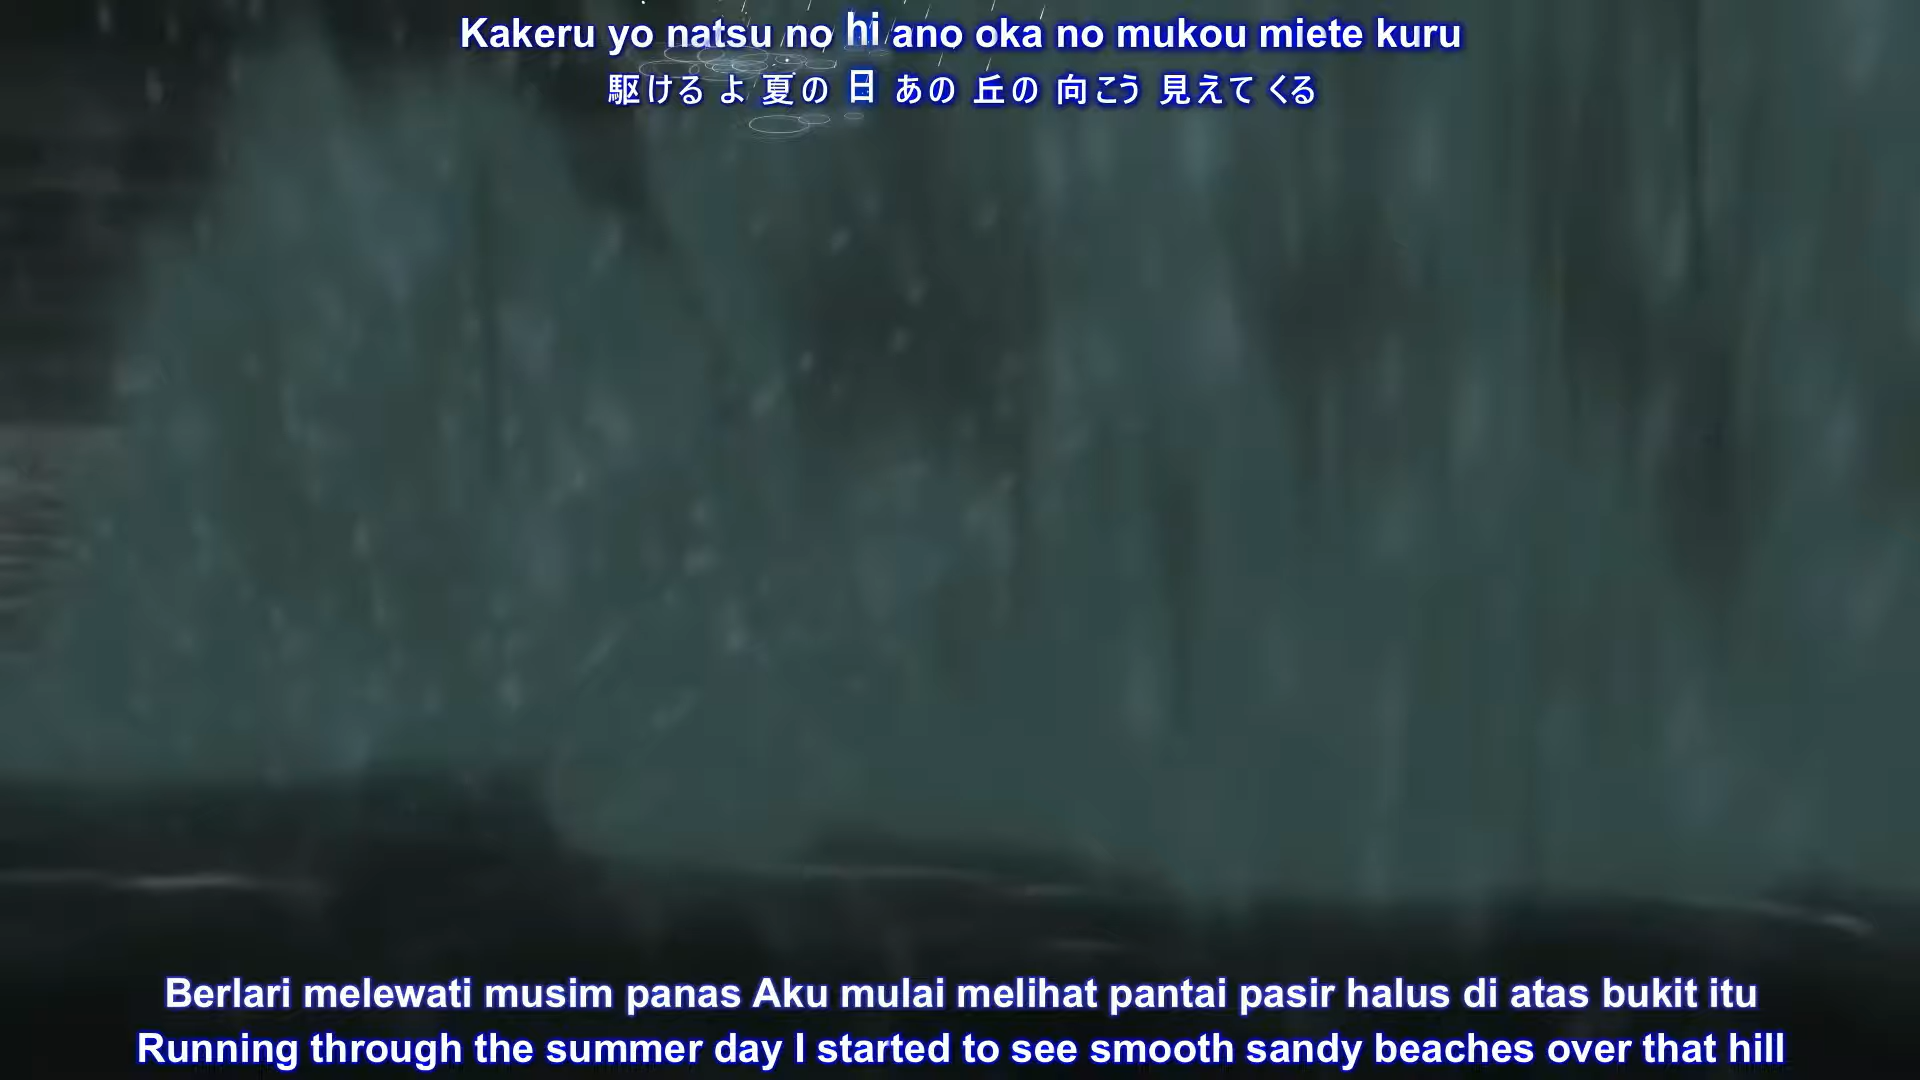 Kakeru yo natsu no hi ano oka no mukou miete kuru
駆ける よ 夏の 日 あの 丘の 向こう 見えて くる
Berlari melewati musim panas Aku mulai melihat pantai pasir halus di atas bukit itu
Running through the summer day I started to see smooth sandy beaches over that hill